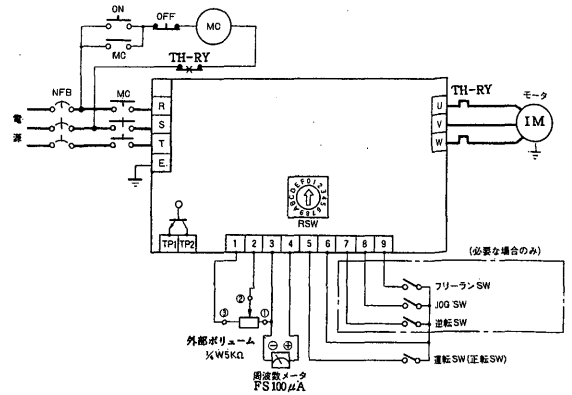 ON
OFF
MC
MC
TH-RY
NFB
MC
電
源
R
S
T
E
U
V
W
TH-RY
モータ
IM
TP1 TP2
RSW
1 2 3 4 5 6 7 8 9
(必要な場合のみ)
フリーランSW
JOG SW
逆転SW
運転SW(正転SW)
③
②
①
外部ボリューム
¼W5KΩ
⊖ ⊕
周波数メータ
FS100μA